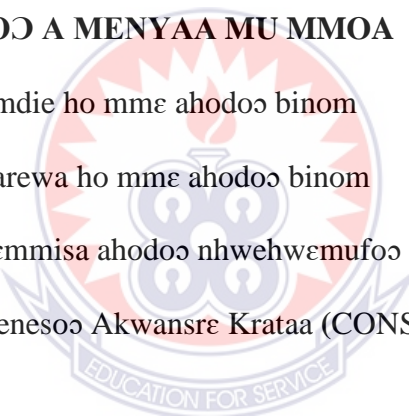 OƆ A MENYAA MU MMOA
mdie ho mmɛ ahodoɔ binom
arewa ho mmɛ ahodoɔ binom
ɛmmisa ahodoɔ nhwehwɛmufoɔ
enesoɔ Akwansrɛ Krataa (CONS
EDUCATION FOR SERVICE